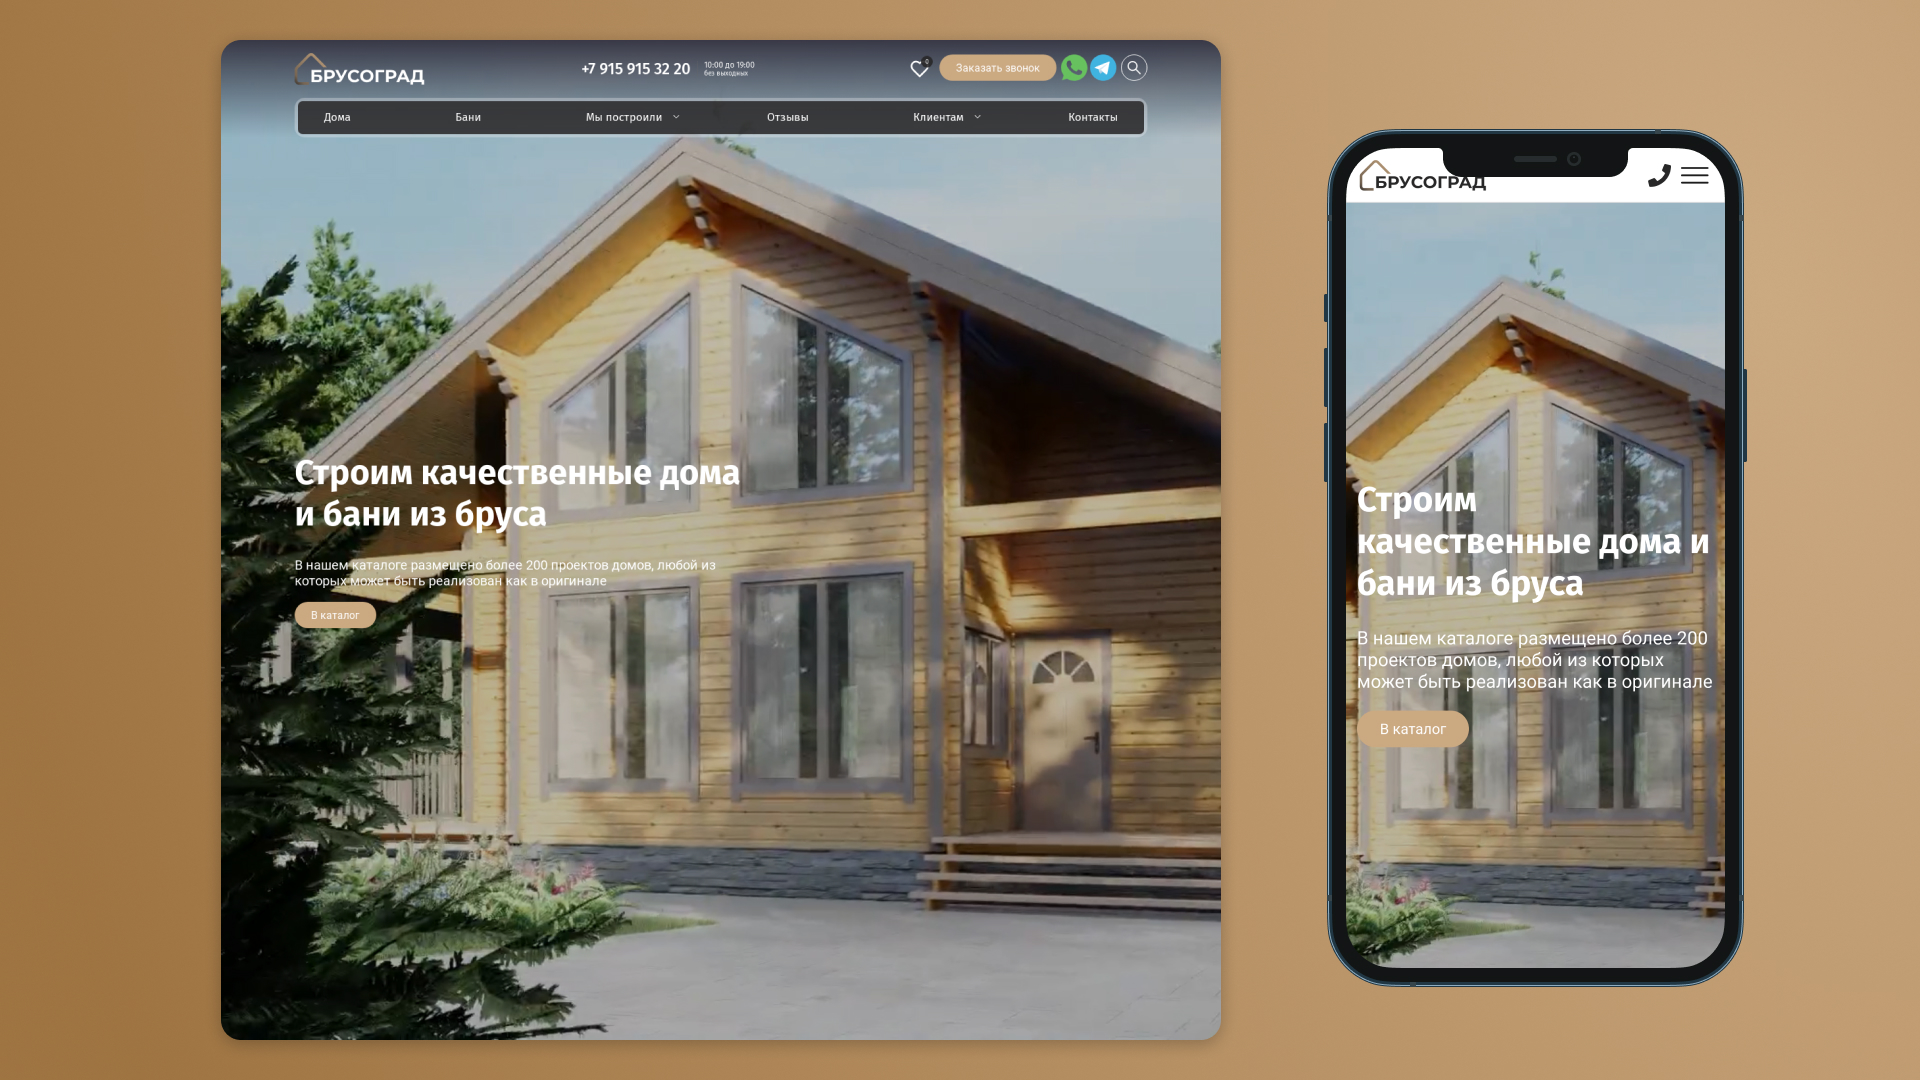 БРУСОГРАД
+7 915 915 32 20
10:00 до 19:00
без выходных
0
Заказать звонок
Дома
Бани
Мы построили
Отзывы
Клиентам
Контакты
Строим качественные дома
и бани из бруса
В нашем каталоге размещено более 200 проектов домов, любой из
которых может быть реализован как в оригинале
В каталог
БРУСОГРАД
Строим
качественные дома и
бани из бруса
В нашем каталоге размещено более 200
проектов домов, любой из которых
может быть реализован как в оригинале
В каталог